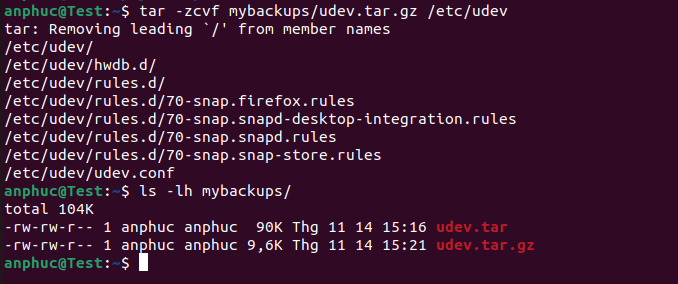 anphuc@Test:~$ tar -zcvf mybackups/udev.tar.gz /etc/udev
tar: Removing leading `/' from member names
/etc/udev/
/etc/udev/hwdb.d/
/etc/udev/rules.d/
/etc/udev/rules.d/70-snap.firefox.rules
/etc/udev/rules.d/70-snap.snapd-desktop-integration.rules
/etc/udev/rules.d/70-snap.snapd.rules
/etc/udev/rules.d/70-snap.snap-store.rules
/etc/udev/udev.conf
anphuc@Test:~$ ls -lh mybackups/
total 104K
-rw-rw-r-- 1 anphuc anphuc  90K Thg 11 14 15:16 udev.tar
-rw-rw-r-- 1 anphuc anphuc 9,6K Thg 11 14 15:21 udev.tar.gz
anphuc@Test:~$